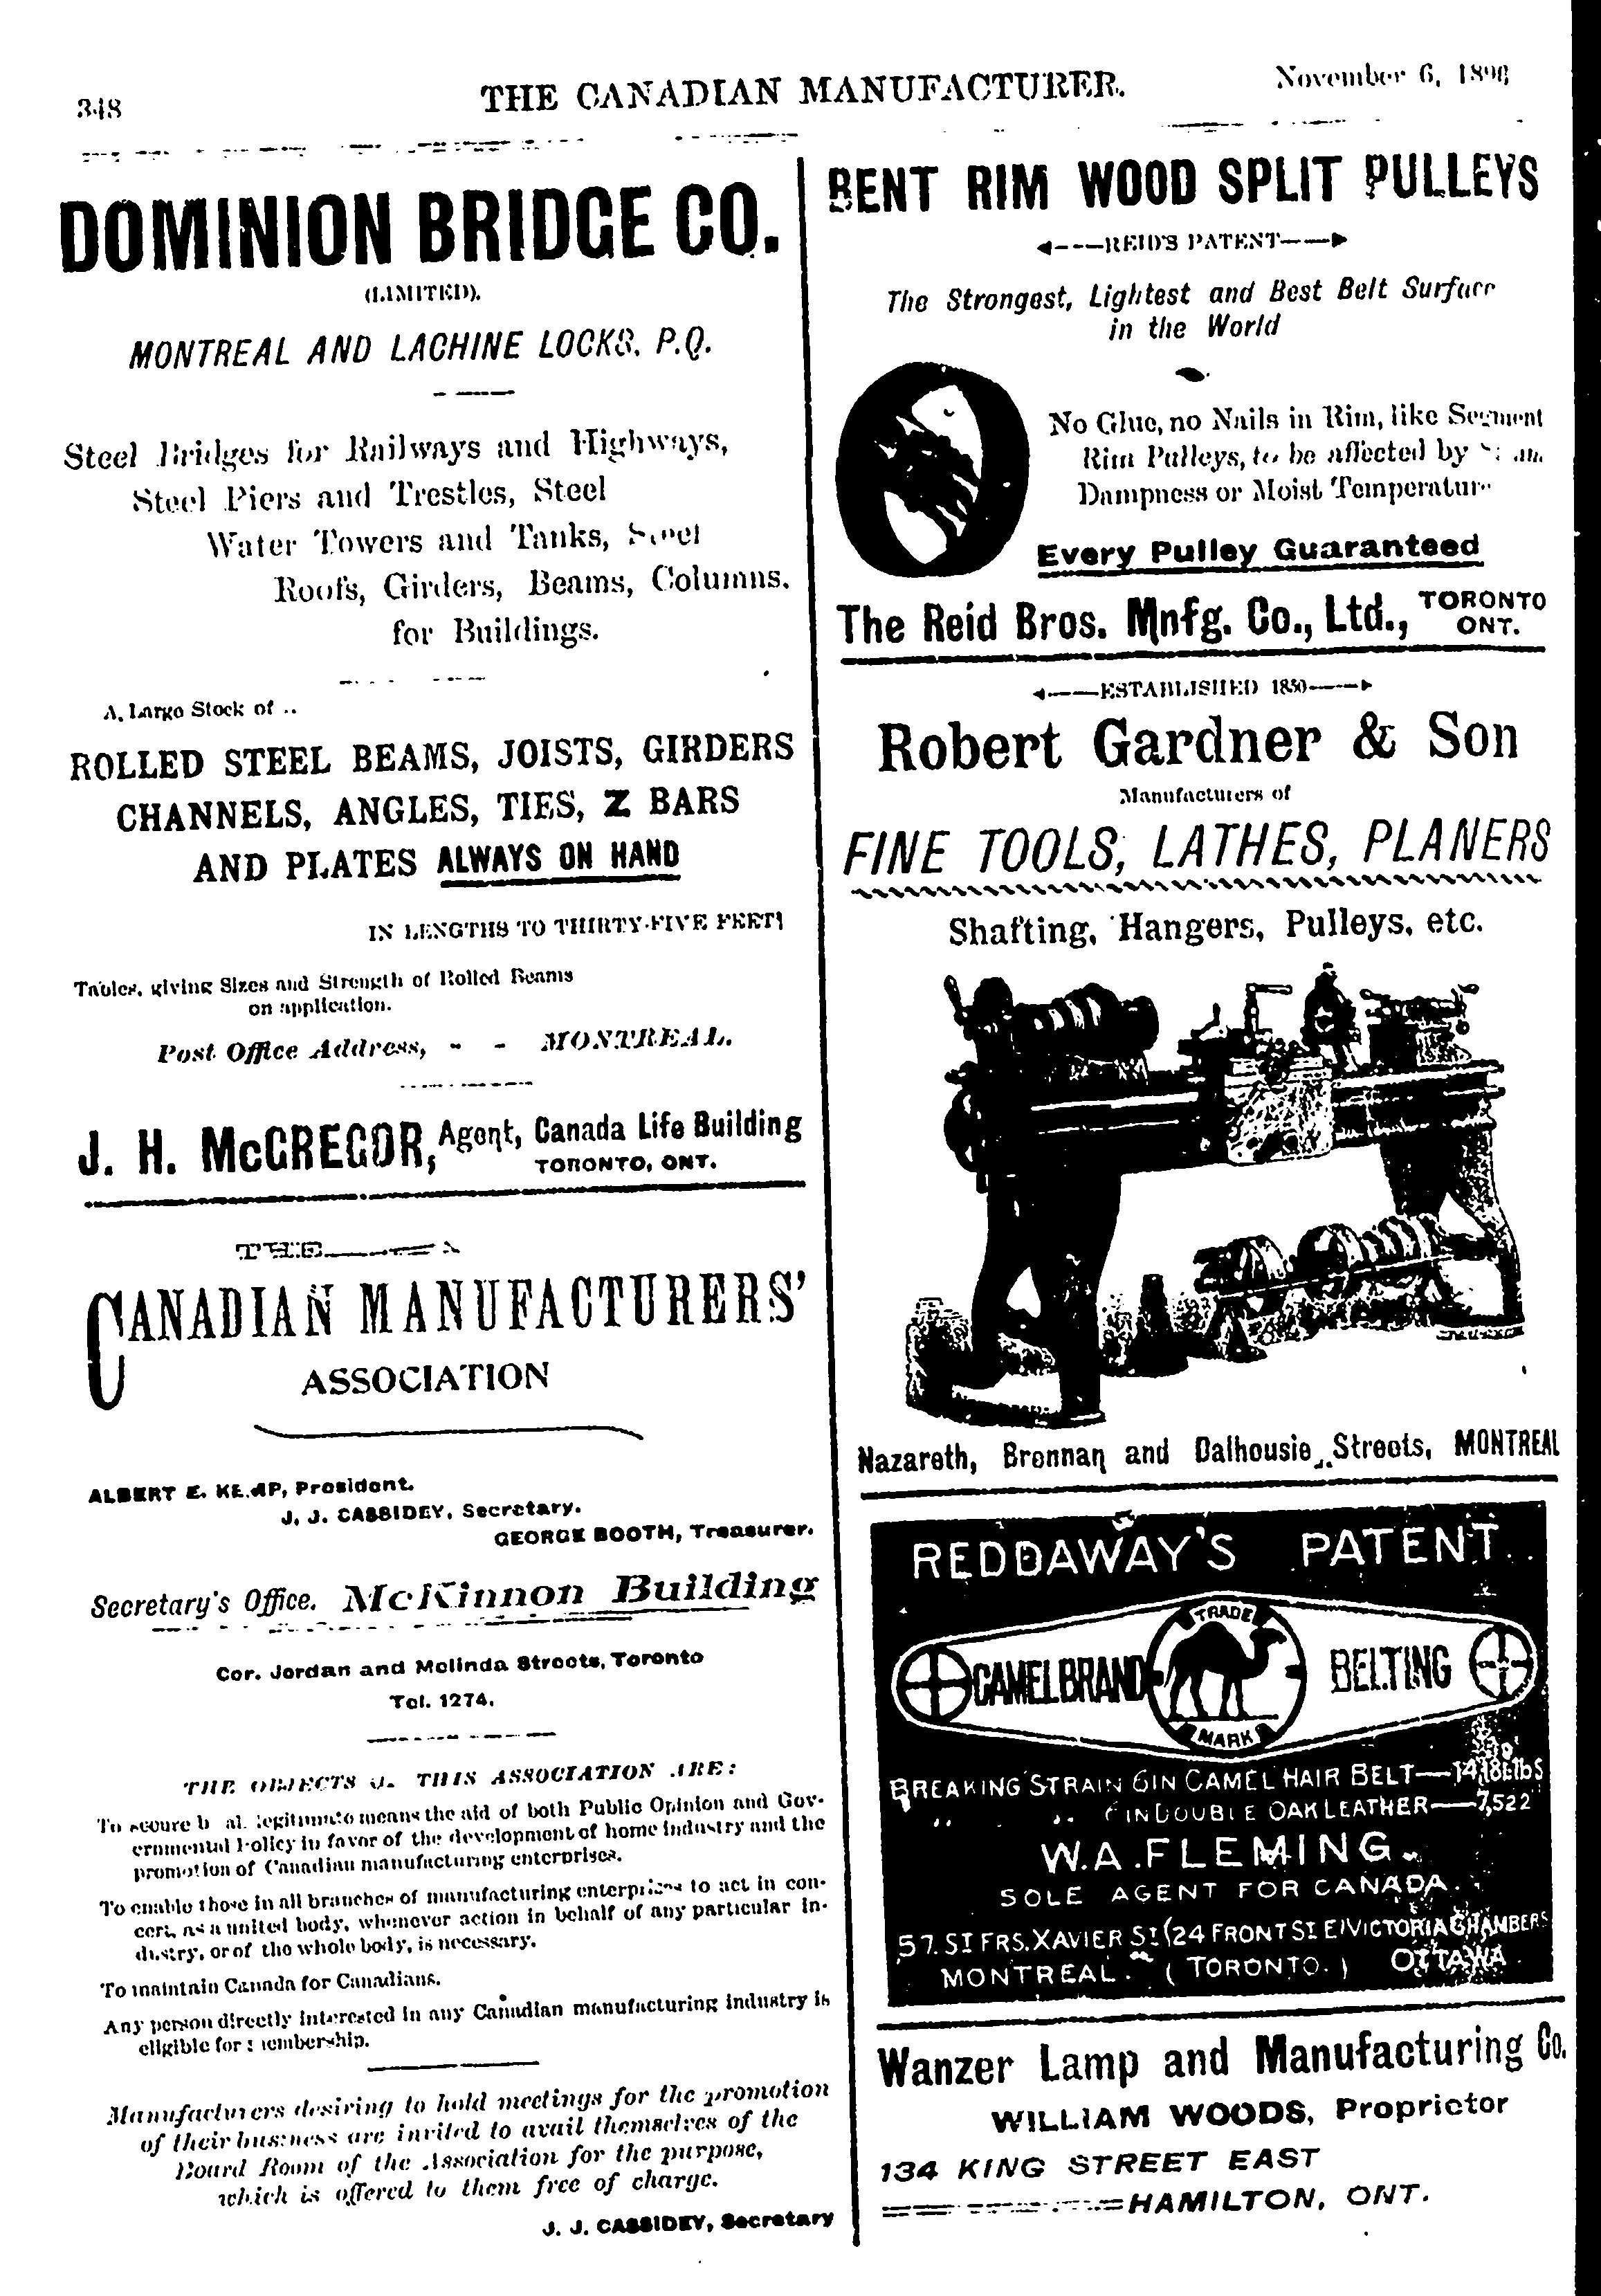 348
THE CANADIAN MANUFACTURER.
November 6, 1896
DOMINION BRIDGE CO.
(LIMITED).
MONTREAL AND LACHINE LOCKS, P.Q.
Steel Bridges for Railways and Highways,
Steel Piers and Trestles, Steel
Water Towers and Tanks, Steel
Roofs, Girders, Beams, Columns,
for Buildings.
A Large Stock of ..
ROLLED STEEL BEAMS, JOISTS, GIRDERS
CHANNELS, ANGLES, TIES, Z BARS
AND PLATES ALWAYS ON HAND
IN LENGTHS TO THIRTY-FIVE FEET
Tables, giving Sizes and Strength of Rolled Beams
on application.
Post Office Address, - - MONTREAL.
J. H. McGREGOR, Agent, Canada Life Building
TORONTO, ONT.
THE
CANADIAN MANUFACTURERS'
ASSOCIATION
ALBERT E. KEMP, President.
J. J. CASSIDEY, Secretary.
GEORGE BOOTH, Treasurer.
Secretary's Office. McKinnon Building
Cor. Jordan and Melinda Streets, Toronto
Tel. 1274.
THE OBJECTS OF THIS ASSOCIATION ARE:
To secure by all legitimate means the aid of both Public Opinion and Gov-
ernmental Policy in favor of the development of home industry and the
promotion of Canadian manufacturing enterprises.
To enable those in all branches of manufacturing enterprises to act in con-
cert, as a united body, whenever action in behalf of any particular in-
dustry, or of the whole body, is necessary.
To maintain Canada for Canadians.
Any person directly interested in any Canadian manufacturing industry is
eligible for membership.
Manufacturers desiring to hold meetings for the promotion
of their business are invited to avail themselves of the
Board Room of the Association for the purpose,
which is offered to them free of charge.
J. J. CASSIDEY, Secretary
BENT RIM WOOD SPLIT PULLEYS
REID'S PATENT
The Strongest, Lightest and Best Belt Surface
in the World
No Glue, no Nails in Rim, like Segment
Rim Pulleys, to be affected by Steam,
Dampness or Moist Temperature
Every Pulley Guaranteed
The Reid Bros. Mnfg. Co., Ltd., TORONTO
ONT.
ESTABLISHED 1850
Robert Gardner & Son
Manufacturers of
FINE TOOLS, LATHES, PLANERS
Shafting, Hangers, Pulleys, etc.
Nazareth, Brennan and Dalhousie Streets, MONTREAL
REDDAWAY'S PATENT
TRADE
CAMEL BRAND BELTING
MARK
BREAKING STRAIN 6IN CAMEL HAIR BELT—14,181lbs
" " 6 IN DOUBLE OAK LEATHER—7,522"
W.A.FLEMING.
SOLE AGENT FOR CANADA.
57. ST FRS. XAVIER ST (24 FRONT ST E) VICTORIA CHAMBERS
MONTREAL. ( TORONTO. ) OTTAWA
Wanzer Lamp and Manufacturing Co.
WILLIAM WOODS, Proprietor
134 KING STREET EAST
HAMILTON, ONT.